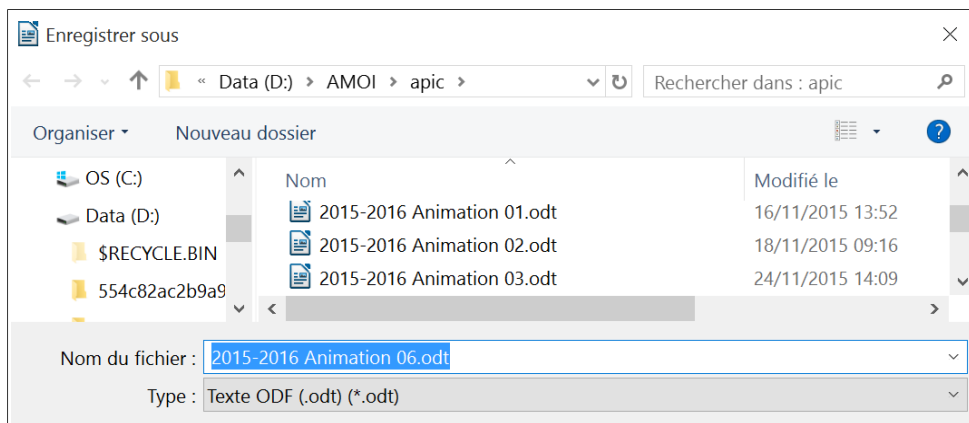 Enregistrer sous
« Data (D:) > AMOI > apic >
Rechercher dans : apic
Organiser
Nouveau dossier
?
OS (C:)
Data (D:)
$RECYCLE.BIN
554c82ac2b9a9
Nom
Modifié le
2015-2016 Animation 01.odt
16/11/2015 13:52
2015-2016 Animation 02.odt
18/11/2015 09:16
2015-2016 Animation 03.odt
24/11/2015 14:09
Nom du fichier : 2015-2016 Animation 06.odt
Type : Texte ODF (.odt) (*.odt)